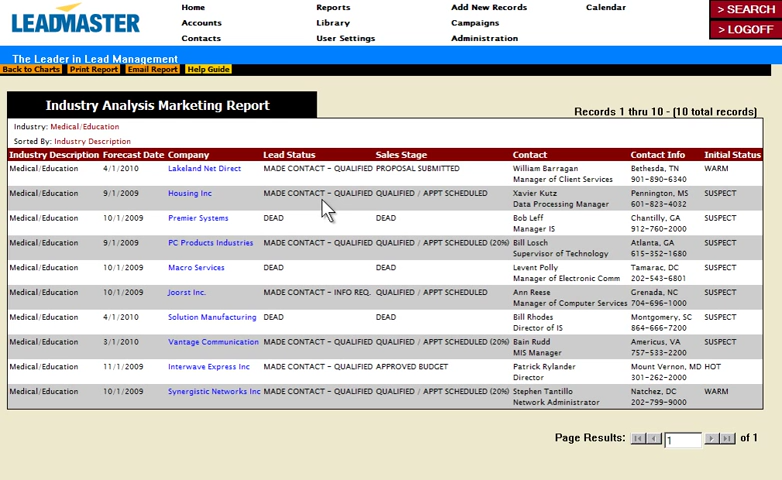 LEADMASTER
Home Reports Add New Records Calendar
Accounts Library Campaigns
Contacts User Settings Administration
> SEARCH
> LOGOFF
The Leader in Lead Management
Back to Charts Print Report Email Report Help Guide
Industry Analysis Marketing Report
Records 1 thru 10 - (10 total records)
Industry: Medical/Education
Sorted By: Industry Description
Industry Description Forecast Date Company Lead Status Sales Stage Contact Contact Info Initial Status
Medical/Education 4/1/2010 Lakeland Net Direct MADE CONTACT - QUALIFIED PROPOSAL SUBMITTED William Barragan Bethesda, TN WARM
Manager of Client Services 901-890-6340
Medical/Education 9/1/2009 Housing Inc MADE CONTACT - QUALIFIED QUALIFIED / APPT SCHEDULED Xavier Kutz Pennington, MS SUSPECT
Data Processing Manager 601-823-4032
Medical/Education 10/1/2009 Premier Systems DEAD DEAD Bob Leff Chantilly, GA SUSPECT
Manager IS 912-760-2000
Medical/Education 9/1/2009 PC Products Industries MADE CONTACT - QUALIFIED QUALIFIED / APPT SCHEDULED (20%) Bill Losch Atlanta, GA SUSPECT
Supervisor of Technology 615-352-1680
Medical/Education 10/1/2009 Macro Services DEAD DEAD Levent Polly Tamarac, DC SUSPECT
Manager of Electronic Comm 202-543-6801
Medical/Education 10/1/2009 Joorst Inc. MADE CONTACT - INFO REQ. QUALIFIED / APPT SCHEDULED Ann Reese Grenada, NC SUSPECT
Manager of Computer Services 704-696-1000
Medical/Education 4/1/2010 Solution Manufacturing DEAD DEAD Bill Rhodes Montgomery, SC SUSPECT
Director of IS 864-666-7200
Medical/Education 3/1/2010 Vantage Communication MADE CONTACT - QUALIFIED QUALIFIED / APPT SCHEDULED (20%) Bain Rudd Americus, VA SUSPECT
MIS Manager 757-533-2200
Medical/Education 11/1/2009 Interwave Express Inc MADE CONTACT - QUALIFIED APPROVED BUDGET Patrick Rylander Mount Vernon, MD HOT
Director 301-262-2000
Medical/Education 10/1/2009 Synergistic Networks Inc MADE CONTACT - QUALIFIED QUALIFIED / APPT SCHEDULED (20%) Stephen Tantillo Natchez, DC WARM
Network Administrator 202-799-9000
Page Results: 1 of 1